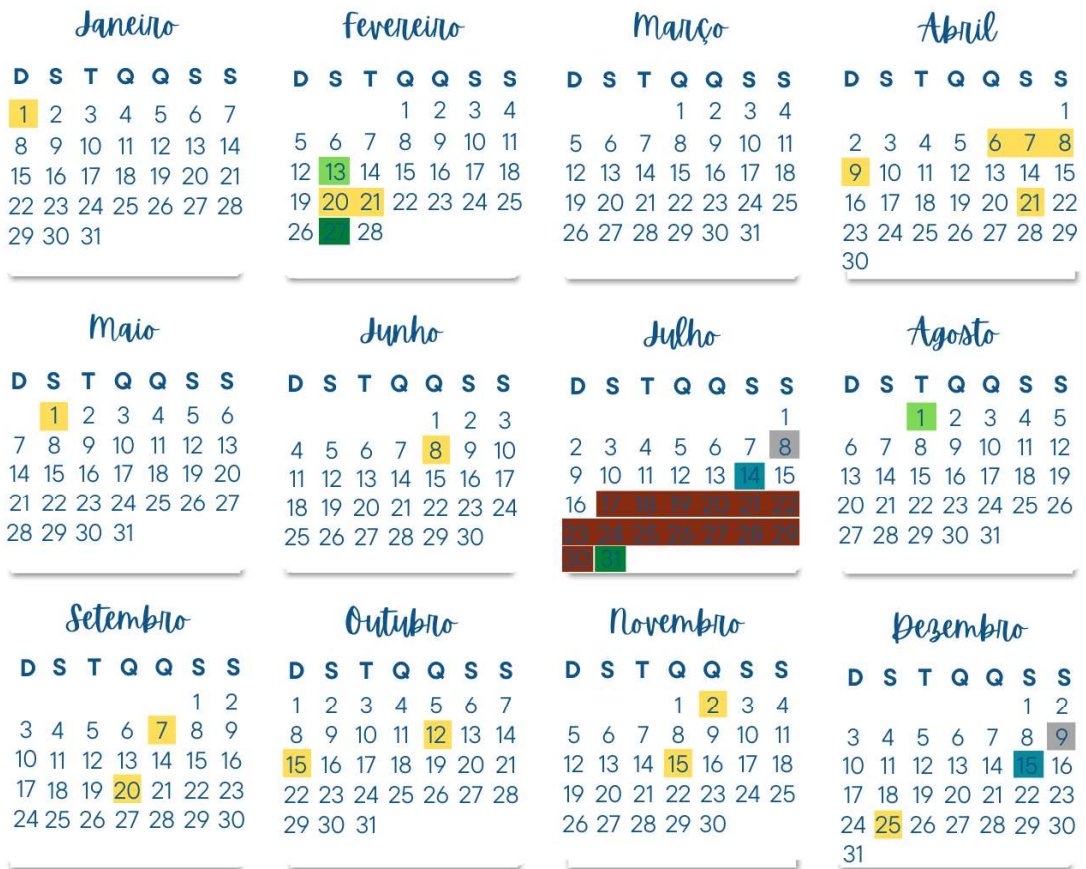 Janeiro
D S T Q Q S S
1 2 3 4 5 6 7
8 9 10 11 12 13 14
15 16 17 18 19 20 21
22 23 24 25 26 27 28
29 30 31
Fevereiro
D S T Q Q S S
1 2 3 4
5 6 7 8 9 10 11
12 13 14 15 16 17 18
19 20 21 22 23 24 25
26 27 28
Março
D S T Q Q S S
1 2 3 4
5 6 7 8 9 10 11
12 13 14 15 16 17 18
19 20 21 22 23 24 25
26 27 28 29 30 31
Abril
D S T Q Q S S
1
2 3 4 5 6 7 8
9 10 11 12 13 14 15
16 17 18 19 20 21 22
23 24 25 26 27 28 29
30
Maio
D S T Q Q S S
1 2 3 4 5 6
7 8 9 10 11 12 13
14 15 16 17 18 19 20
21 22 23 24 25 26 27
28 29 30 31
Junho
D S T Q Q S S
1 2 3
4 5 6 7 8 9 10
11 12 13 14 15 16 17
18 19 20 21 22 23 24
25 26 27 28 29 30
Julho
D S T Q Q S S
1
2 3 4 5 6 7 8
9 10 11 12 13 14 15
16 17 18 19 20 21 22
23 24 25 26 27 28 29
30 31
Agosto
D S T Q Q S S
1 2 3 4 5
6 7 8 9 10 11 12
13 14 15 16 17 18 19
20 21 22 23 24 25 26
27 28 29 30 31
Setembro
D S T Q Q S S
1 2
3 4 5 6 7 8 9
10 11 12 13 14 15 16
17 18 19 20 21 22 23
24 25 26 27 28 29 30
Outubro
D S T Q Q S S
1 2 3 4 5 6 7
8 9 10 11 12 13 14
15 16 17 18 19 20 21
22 23 24 25 26 27 28
29 30 31
Novembro
D S T Q Q S S
1 2 3 4
5 6 7 8 9 10 11
12 13 14 15 16 17 18
19 20 21 22 23 24 25
26 27 28 29 30
Dezembro
D S T Q Q S S
1 2
3 4 5 6 7 8 9
10 11 12 13 14 15 16
17 18 19 20 21 22 23
24 25 26 27 28 29 30
31